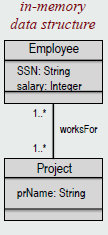 in-memory
data structure
Employee
SSN: String
salary: Integer
1..*
worksFor
1..*
Project
prName: String